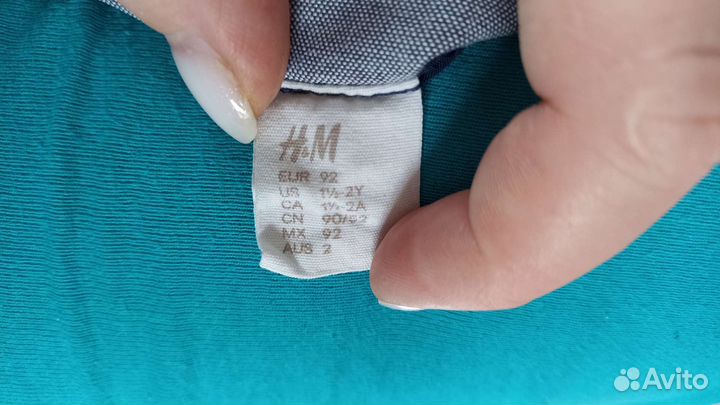 H&M
EUR 92
US 1½-2Y
CA 1½-2A
CN 90/52
MX 92
AUS 2
Avito